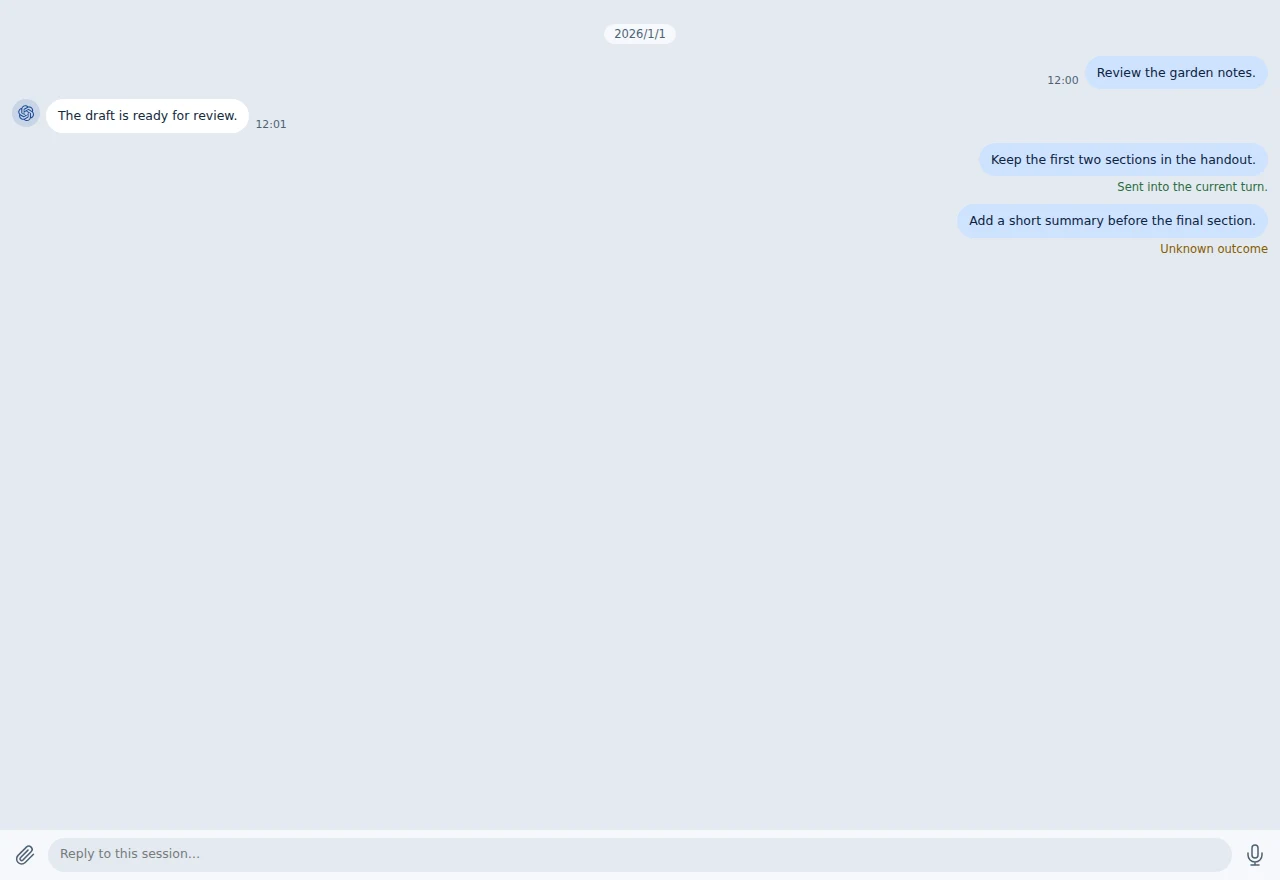 2026/1/1
12:00 Review the garden notes.
The draft is ready for review. 12:01
Keep the first two sections in the handout.
Sent into the current turn.
Add a short summary before the final section.
Unknown outcome
Reply to this session...